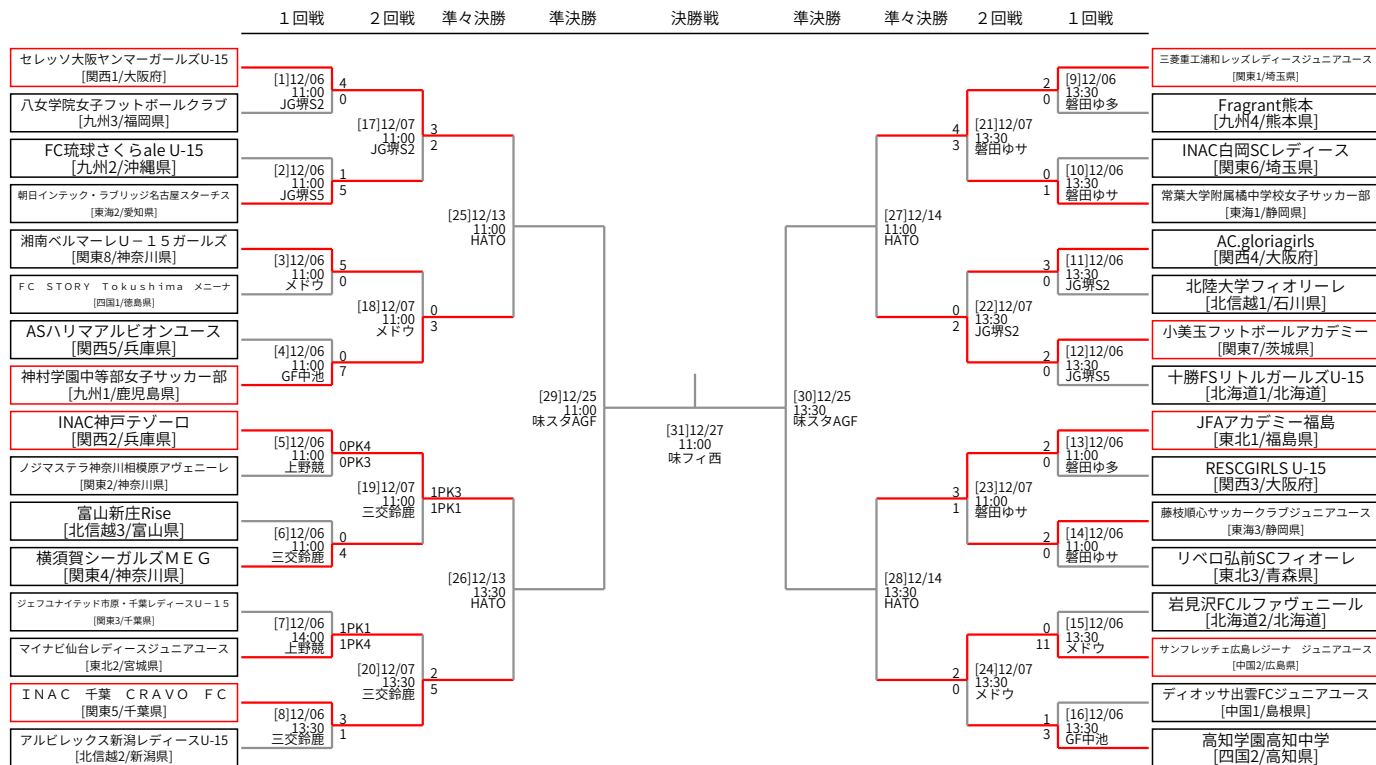 １回戦
２回戦
準々決勝
準決勝
決勝戦
準決勝
準々決勝
２回戦
１回戦
セレッソ大阪ヤンマーガールズU-15
[関西1/大阪府]
八女学院女子フットボールクラブ
[九州3/福岡県]
FC琉球さくらale U-15
[九州2/沖縄県]
朝日インテック・ラブリッジ名古屋スターチス
[東海2/愛知県]
湘南ベルマーレＵ－１５ガールズ
[関東8/神奈川県]
ＦＣ　ＳＴＯＲＹ　Ｔｏｋｕｓｈｉｍａ　メニーナ
[四国1/徳島県]
ASハリマアルビオンユース
[関西5/兵庫県]
神村学園中等部女子サッカー部
[九州1/鹿児島県]
INAC神戸テゾーロ
[関西2/兵庫県]
ノジマステラ神奈川相模原アヴェニーレ
[関東2/神奈川県]
富山新庄Rise
[北信越3/富山県]
横須賀シーガルズＭＥＧ
[関東4/神奈川県]
ジェフユナイテッド市原・千葉レディースＵ－１５
[関東3/千葉県]
マイナビ仙台レディースジュニアユース
[東北2/宮城県]
ＩＮＡＣ　千葉　ＣＲＡＶＯ　ＦＣ
[関東5/千葉県]
アルビレックス新潟レディースU-15
[北信越2/新潟県]
[1]12/06
11:00
JG堺S2
4
0
[2]12/06
11:00
JG堺S5
1
5
[3]12/06
11:00
メドウ
5
0
[4]12/06
11:00
GF中池
0
7
[5]12/06
11:00
上野競
0PK4
0PK3
[6]12/06
11:00
三交鈴鹿
0
4
[7]12/06
14:00
上野競
1PK1
1PK4
[8]12/06
13:30
三交鈴鹿
3
1
[17]12/07
11:00
JG堺S2
3
2
[18]12/07
11:00
メドウ
0
3
[19]12/07
11:00
三交鈴鹿
1PK3
1PK1
[20]12/07
13:30
三交鈴鹿
2
5
[25]12/13
11:00
HATO
[26]12/13
13:30
HATO
[29]12/25
11:00
味スタAGF
[31]12/27
11:00
味フィ西
[30]12/25
13:30
味スタAGF
[27]12/14
11:00
HATO
[28]12/14
13:30
HATO
4
3
[21]12/07
13:30
磐田ゆサ
0
2
[22]12/07
13:30
JG堺S2
3
1
[23]12/07
11:00
磐田ゆサ
2
0
[24]12/07
13:30
メドウ
2
0
[9]12/06
13:30
磐田ゆ多
0
1
[10]12/06
13:30
磐田ゆサ
3
0
[11]12/06
13:30
JG堺S2
2
0
[12]12/06
13:30
JG堺S5
2
0
[13]12/06
11:00
磐田ゆ多
2
0
[14]12/06
11:00
磐田ゆサ
0
11
[15]12/06
13:30
メドウ
1
3
[16]12/06
13:30
GF中池
三菱重工浦和レッズレディースジュニアユース
[関東1/埼玉県]
Fragrant熊本
[九州4/熊本県]
INAC白岡SCレディース
[関東6/埼玉県]
常葉大学附属橘中学校女子サッカー部
[東海1/静岡県]
AC.gloriagirls
[関西4/大阪府]
北陸大学フィオリーレ
[北信越1/石川県]
小美玉フットボールアカデミー
[関東7/茨城県]
十勝FSリトルガールズU-15
[北海道1/北海道]
JFAアカデミー福島
[東北1/福島県]
RESCGIRLS U-15
[関西3/大阪府]
藤枝順心サッカークラブジュニアユース
[東海3/静岡県]
リベロ弘前SCフィオーレ
[東北3/青森県]
岩見沢FCルファヴェニール
[北海道2/北海道]
サンフレッチェ広島レジーナ　ジュニアユース
[中国2/広島県]
ディオッサ出雲FCジュニアユース
[中国1/島根県]
高知学園高知中学
[四国2/高知県]